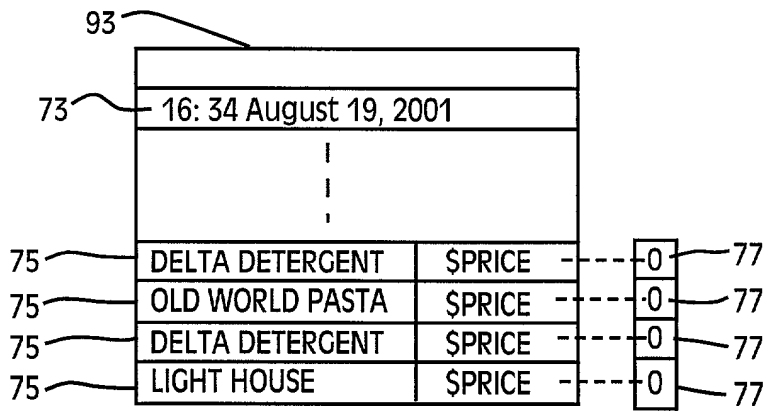 93
73 16: 34 August 19, 2001
75 DELTA DETERGENT $PRICE 0 77
75 OLD WORLD PASTA $PRICE 0 77
75 DELTA DETERGENT $PRICE 0 77
75 LIGHT HOUSE $PRICE 0 77